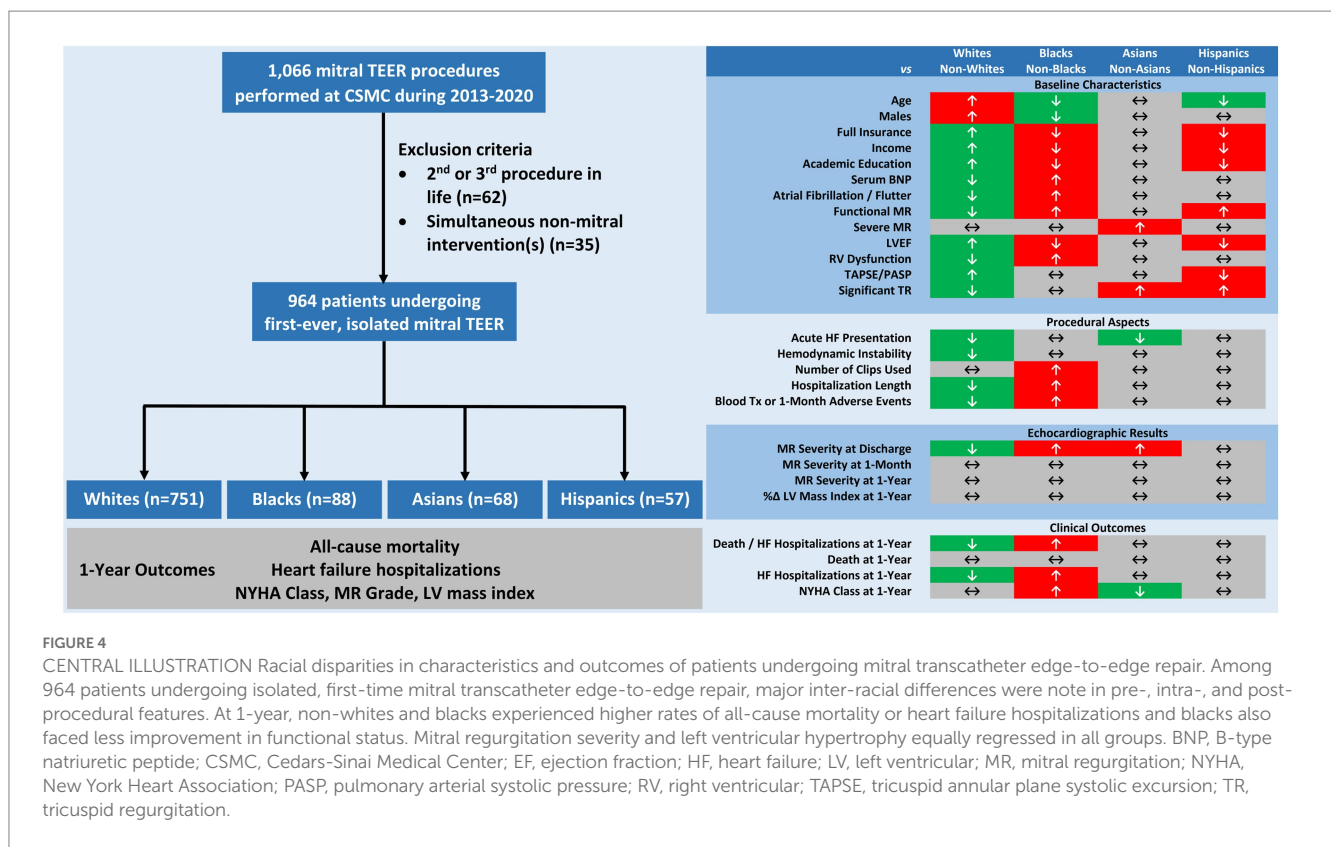 1,066 mitral TEER procedures
performed at CSMC during 2013-2020
Exclusion criteria
• 2nd or 3rd procedure in
life (n=62)
• Simultaneous non-mitral
intervention(s) (n=35)
964 patients undergoing
first-ever, isolated mitral TEER
Whites (n=751) Blacks (n=88) Asians (n=68) Hispanics (n=57)
1-Year Outcomes
All-cause mortality
Heart failure hospitalizations
NYHA Class, MR Grade, LV mass index
Whites Blacks Asians Hispanics
vs Non-Whites Non-Blacks Non-Asians Non-Hispanics
Baseline Characteristics
Age ↑ ↓ ↔ ↓
Males ↑ ↓ ↔ ↔
Full Insurance ↑ ↓ ↔ ↓
Income ↑ ↓ ↔ ↓
Academic Education ↑ ↓ ↔ ↓
Serum BNP ↓ ↑ ↔ ↔
Atrial Fibrillation / Flutter ↓ ↑ ↔ ↔
Functional MR ↓ ↑ ↔ ↑
Severe MR ↔ ↔ ↑ ↔
LVEF ↑ ↓ ↔ ↓
RV Dysfunction ↓ ↑ ↔ ↔
TAPSE/PASP ↑ ↔ ↔ ↓
Significant TR ↓ ↔ ↑ ↑
Procedural Aspects
Acute HF Presentation ↓ ↔ ↓ ↔
Hemodynamic Instability ↓ ↔ ↔ ↔
Number of Clips Used ↔ ↑ ↔ ↔
Hospitalization Length ↓ ↑ ↔ ↔
Blood Tx or 1-Month Adverse Events ↓ ↑ ↔ ↔
Echocardiographic Results
MR Severity at Discharge ↓ ↑ ↑ ↔
MR Severity at 1-Month ↔ ↔ ↔ ↔
MR Severity at 1-Year ↔ ↔ ↔ ↔
%Δ LV Mass Index at 1-Year ↔ ↔ ↔ ↔
Clinical Outcomes
Death / HF Hospitalizations at 1-Year ↓ ↑ ↔ ↔
Death at 1-Year ↔ ↔ ↔ ↔
HF Hospitalizations at 1-Year ↓ ↑ ↔ ↔
NYHA Class at 1-Year ↔ ↑ ↓ ↔
FIGURE 4
CENTRAL ILLUSTRATION Racial disparities in characteristics and outcomes of patients undergoing mitral transcatheter edge-to-edge repair. Among
964 patients undergoing isolated, first-time mitral transcatheter edge-to-edge repair, major inter-racial differences were note in pre-, intra-, and post-
procedural features. At 1-year, non-whites and blacks experienced higher rates of all-cause mortality or heart failure hospitalizations and blacks also
faced less improvement in functional status. Mitral regurgitation severity and left ventricular hypertrophy equally regressed in all groups. BNP, B-type
natriuretic peptide; CSMC, Cedars-Sinai Medical Center; EF, ejection fraction; HF, heart failure; LV, left ventricular; MR, mitral regurgitation; NYHA,
New York Heart Association; PASP, pulmonary arterial systolic pressure; RV, right ventricular; TAPSE, tricuspid annular plane systolic excursion; TR,
tricuspid regurgitation.